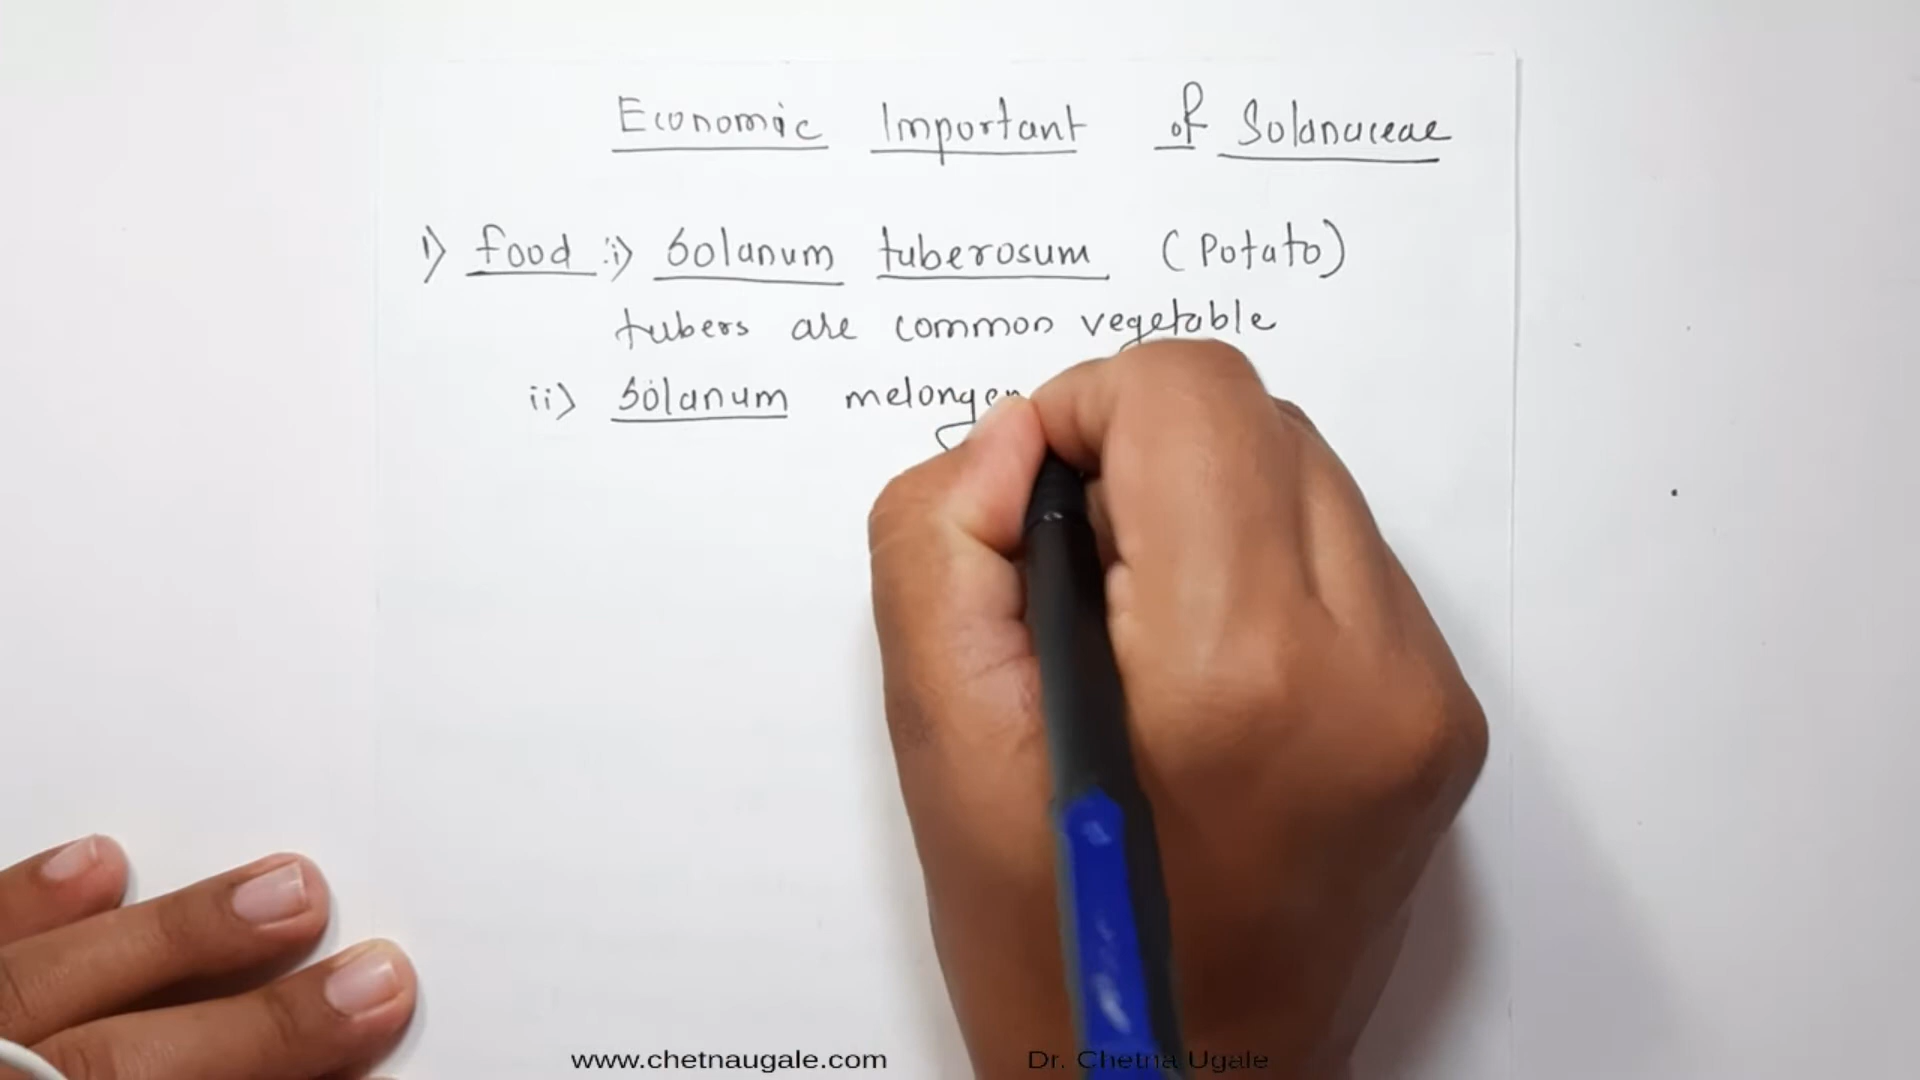 Economic Important of Solanaceae
1) food :i) Solanum tuberosum (Potato)
tubers are common vegetable
ii) Solanum melongen
www.chetnaugale.com Dr. Chetna Ugale